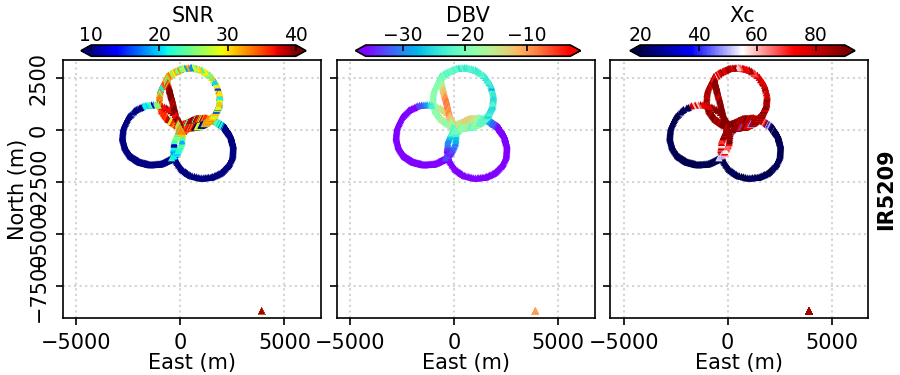 SNR DBV Xc
10 20 30 40 −30 −20 −10 20 40 60 80
North (m)
2500
0
−2500
−5000
−7500
IR5209
−5000 0 5000 −5000 0 5000 −5000 0 5000
East (m) East (m) East (m)